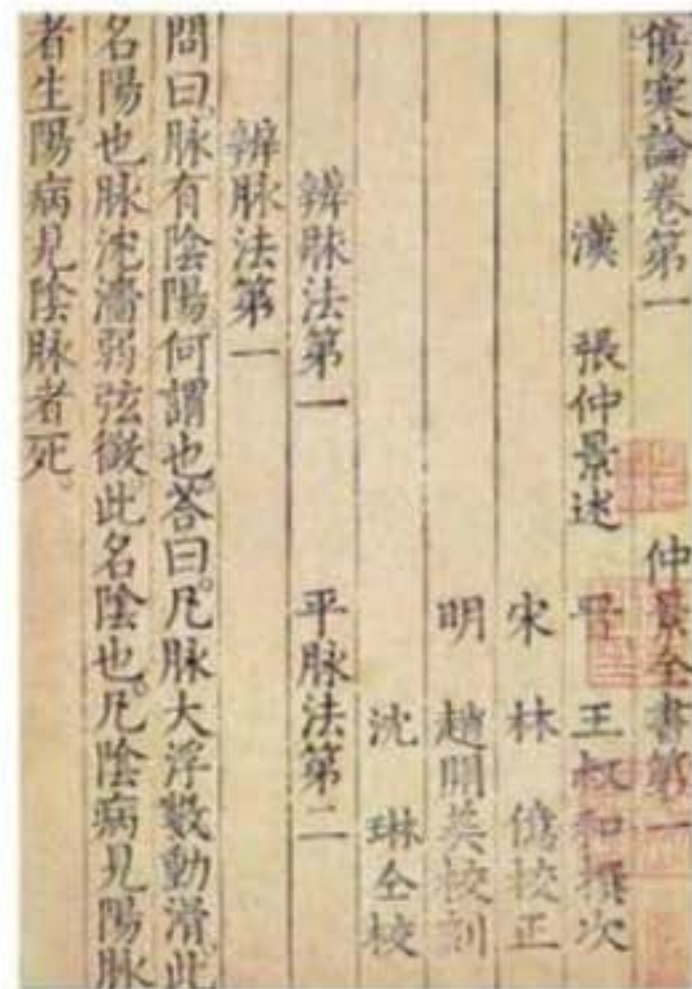 傷寒論卷第一 仲景全書第一
漢 張仲景述 晉 王叔和撰次
宋 林 億校正
明 趙開美校刻
沈 琳仝校
辨脉法第一 平脉法第二
辨脉法第一
問曰脉有陰陽何謂也答曰凡脉大浮數動滑此
名陽也脉沈濇弱弦微此名陰也凡陰病見陽脉
者生陽病見陰脉者死